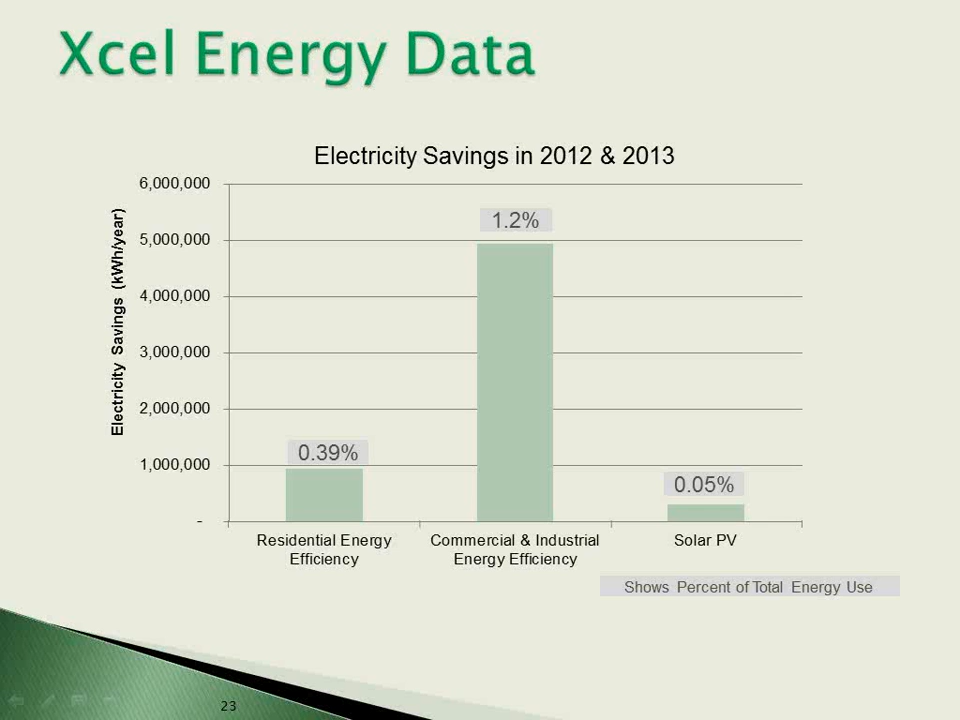 Xcel Energy Data
Electricity Savings in 2012 & 2013
Electricity Savings (kWh/year)
6,000,000
5,000,000
4,000,000
3,000,000
2,000,000
1,000,000
-
0.39%
1.2%
0.05%
Residential Energy
Efficiency
Commercial & Industrial
Energy Efficiency
Solar PV
Shows Percent of Total Energy Use
23